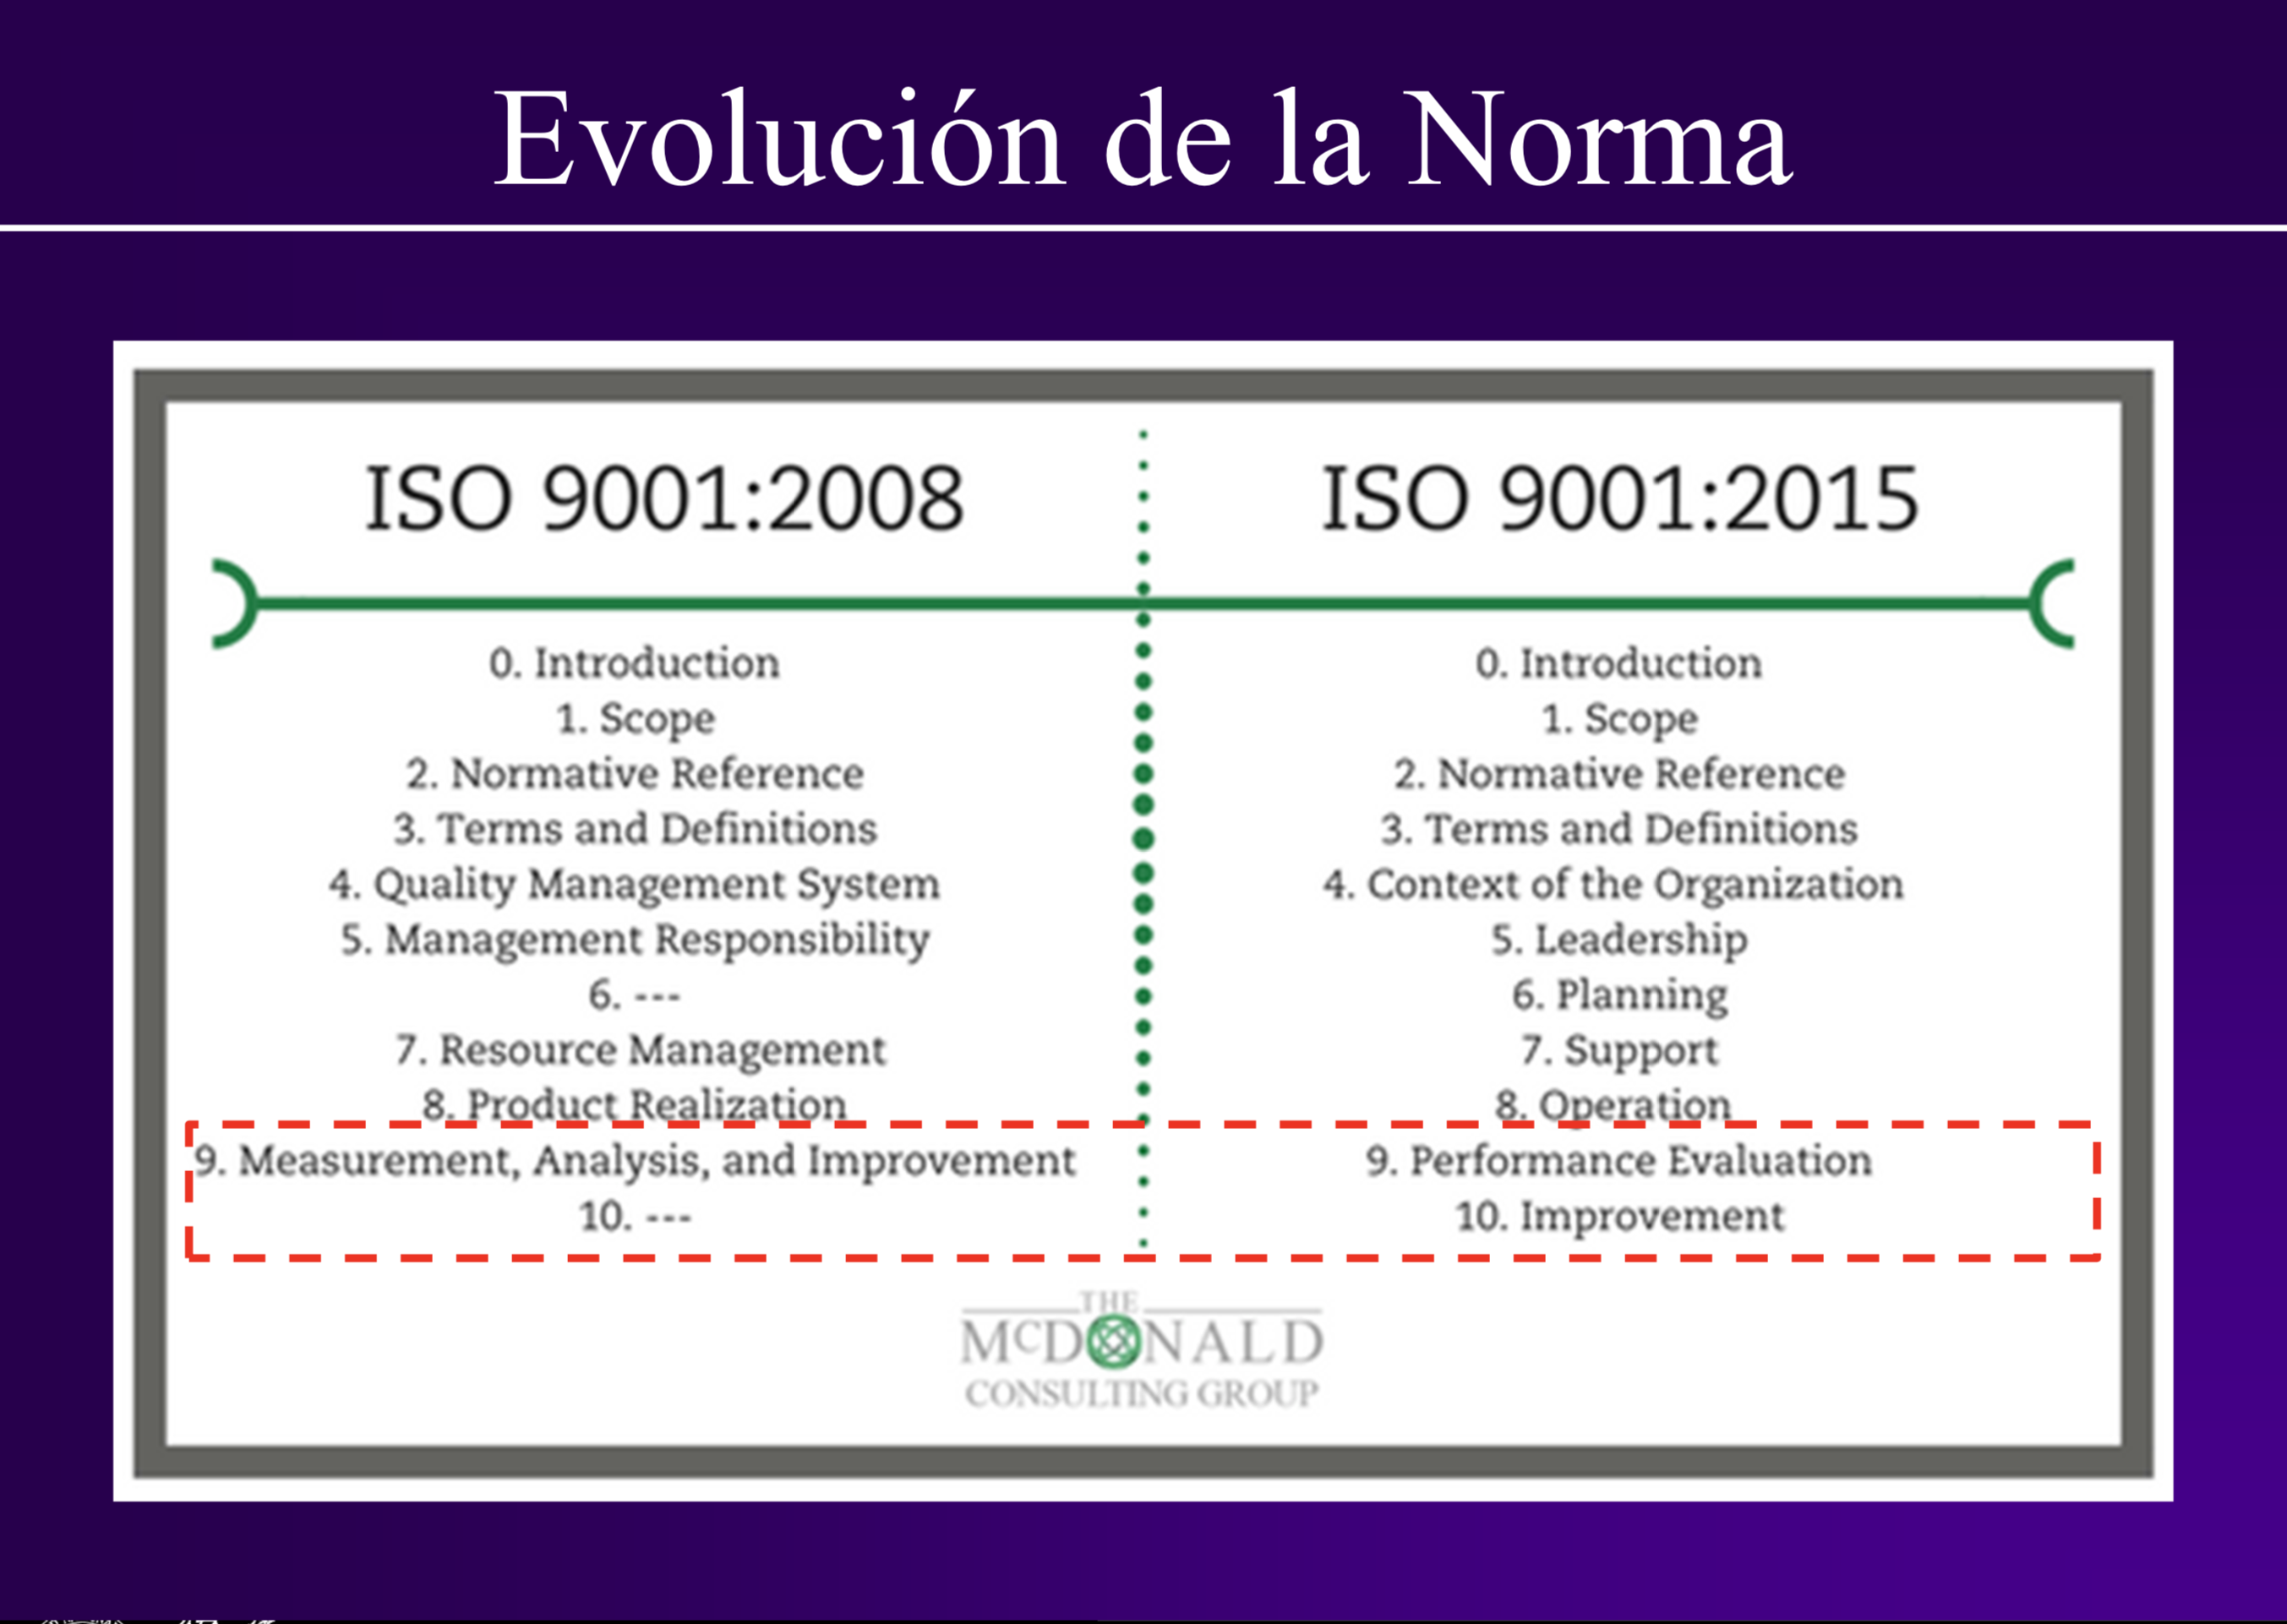 Evolución de la Norma
ISO 9001:2008
0. Introduction
1. Scope
2. Normative Reference
3. Terms and Definitions
4. Quality Management System
5. Management Responsibility
6. ---
7. Resource Management
8. Product Realization
9. Measurement, Analysis, and Improvement
10. ---
ISO 9001:2015
0. Introduction
1. Scope
2. Normative Reference
3. Terms and Definitions
4. Context of the Organization
5. Leadership
6. Planning
7. Support
8. Operation
9. Performance Evaluation
10. Improvement
THE
MCDONALD
CONSULTING GROUP